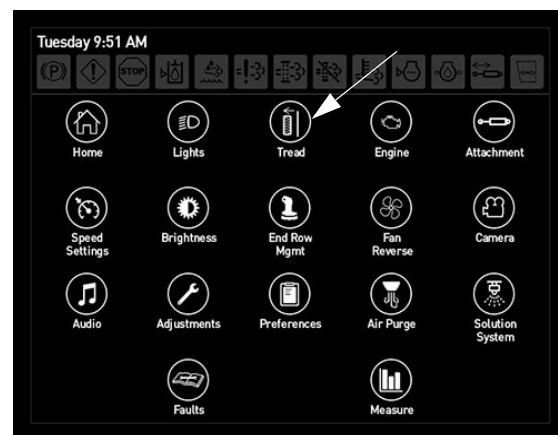 Tuesday 9:51 AM
(P) STOP
Home Lights Tread Engine Attachment
Speed Brightness End Row Fan Camera
Settings Mgmt Reverse
Audio Adjustments Preferences Air Purge Solution
System
Faults Measure